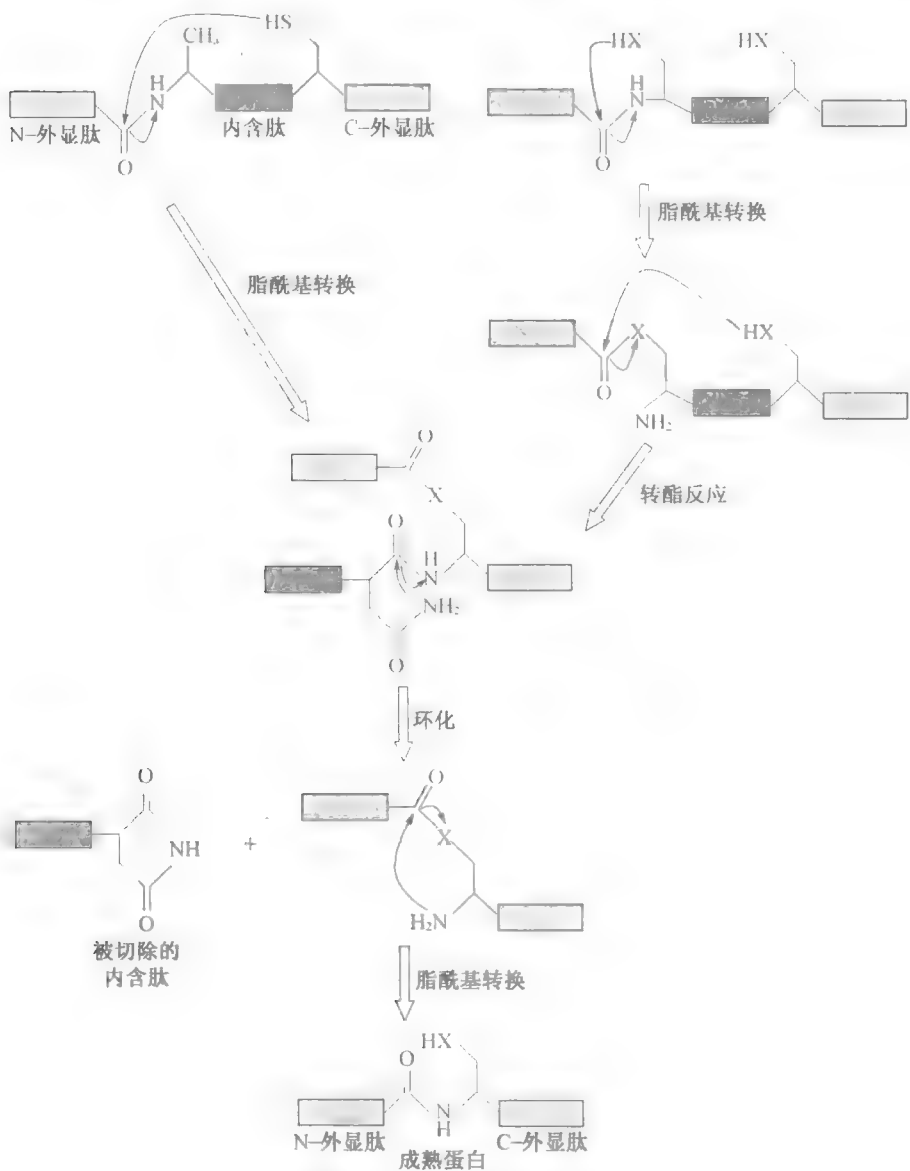 HS
CH₃
H
N
O
N-外显肽
内含肽
C-外显肽
HX
HX
H
N
O
脂酰基转换
脂酰基转换
X
HX
O
NH₂
转酯反应
O
X
O
H
N
NH₂
O
环化
O
NH
O
+
被切除的
内含肽
O
X
H₂N
脂酰基转换
HX
O
N
H
N-外显肽
C-外显肽
成熟蛋白